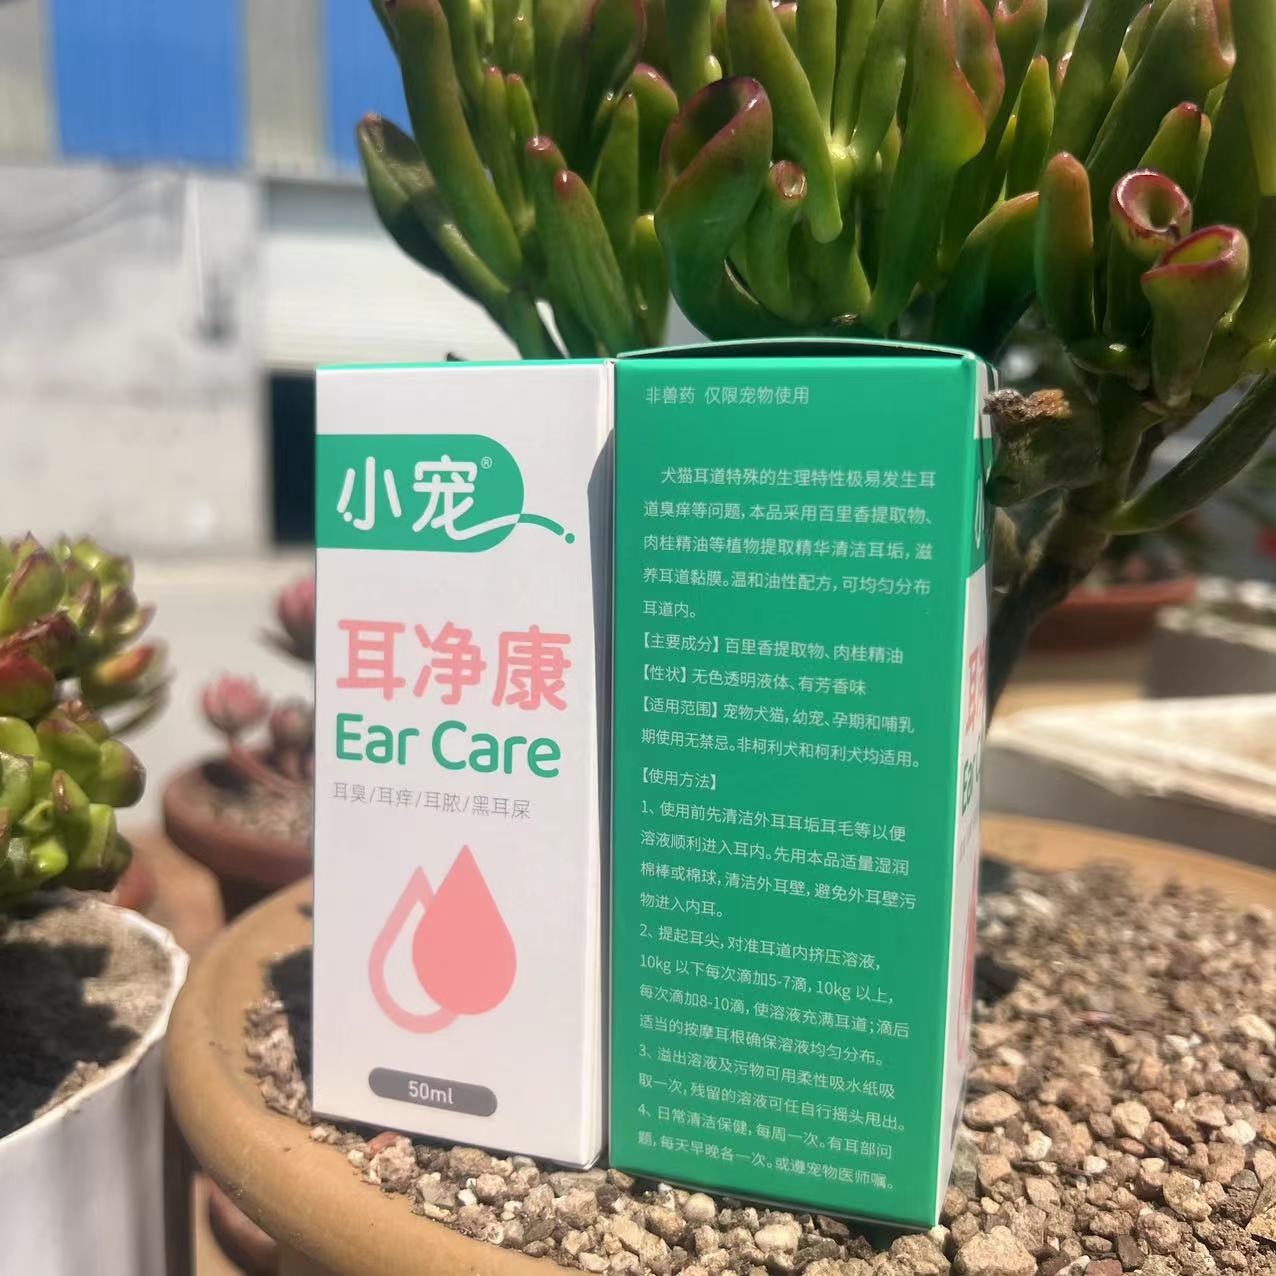 小宠®
耳净康
Ear Care
耳臭/耳痒/耳脓/黑耳屎
50ml
非兽药 仅限宠物使用
犬猫耳道特殊的生理特性极易发生耳
道臭痒等问题,本品采用百里香提取物、
肉桂精油等植物提取精华清洁耳垢,滋
养耳道黏膜。温和油性配方,可均匀分布
耳道内。
【主要成分】百里香提取物、肉桂精油
【性状】无色透明液体、有芳香味
【适用范围】宠物犬猫,幼宠、孕期和哺乳
期使用无禁忌。非柯利犬和柯利犬均适用。
【使用方法】
1、使用前先清洁外耳耳垢耳毛等以便
溶液顺利进入耳内。先用本品适量湿润
棉棒或棉球,清洁外耳壁,避免外耳壁污
物进入内耳。
2、提起耳尖,对准耳道内挤压溶液,
10kg 以下每次滴加5-7滴,10kg 以上,
每次滴加8-10滴,使溶液充满耳道;滴后
适当的按摩耳根确保溶液均匀分布。
3、溢出溶液及污物可用柔性吸水纸吸
取一次,残留的溶液可任自行摇头甩出。
4、日常清洁保健,每周一次。有耳部问
题,每天早晚各一次。或遵宠物医师嘱。